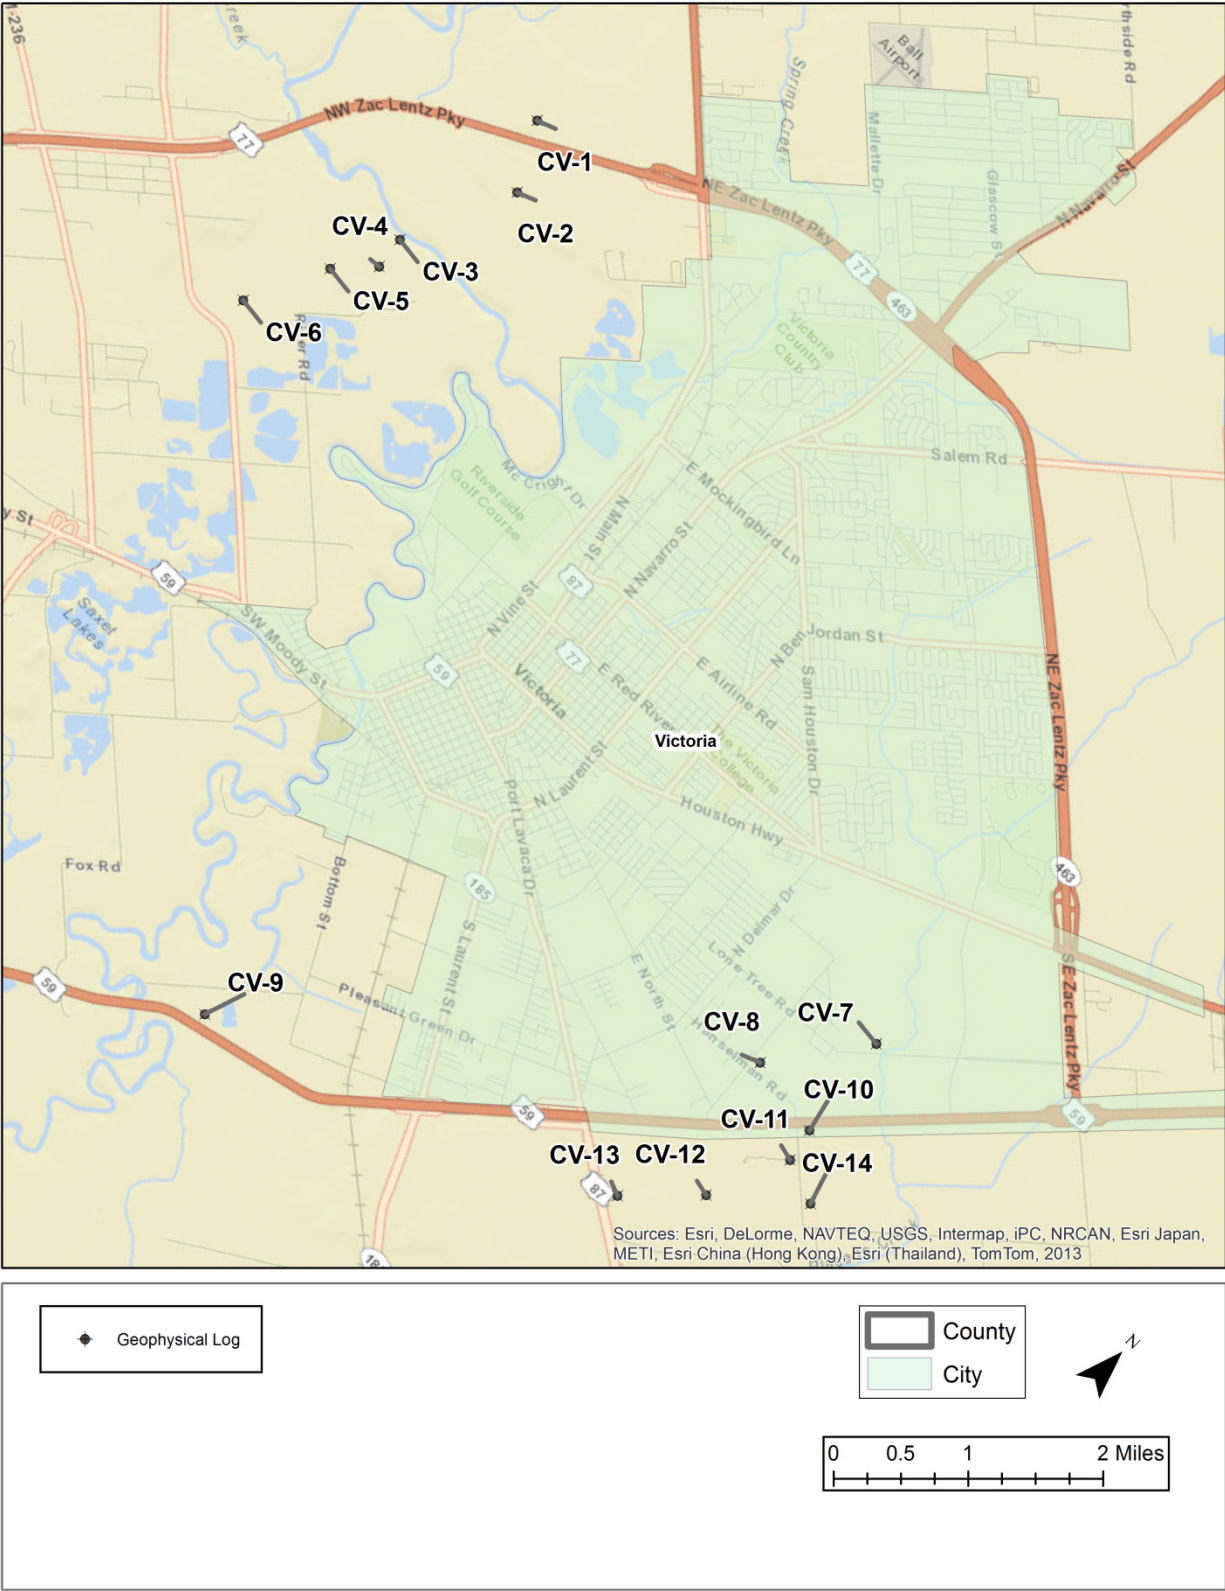 -236
Creek
Spring Creek
Ball
Airport
rthside Rd
NW Zac Lentz Pky
77
CV-1
Mallette Dr
Glascow St
N Navarro St
NE Zac Lentz Pky
CV-2
CV-4
CV-3
77
CV-5
463
CV-6
River Rd
Victoria
Country
Club
Salem Rd
Riverside
Golf Course
Mc Cright Dr
E Mockingbird Ln
N Main St
N Navarro St
y St
59
87
Saxet
Lakes
SW Moody St
N Vine St
N Ben Jordan St
59
77
Victoria
E Red River
E Airline Rd
Sam Houston Dr
NE Zac Lentz Pky
Victoria
The Victoria
College
N Laurent St
Port Lavaca Dr
Houston Hwy
Fox Rd
Bottom St
185
463
S Laurent St
N Delmar Dr
Lone Tree Rd
E North St
SE Zac Lentz Pky
CV-9
59
Pleasant Green Dr
CV-8
CV-7
Hanselman Rd
CV-10
59
CV-11
59
CV-13
CV-12
CV-14
87
18
Sources: Esri, DeLorme, NAVTEQ, USGS, Intermap, iPC, NRCAN, Esri Japan,
METI, Esri China (Hong Kong), Esri (Thailand), TomTom, 2013
Geophysical Log
County
City
N
0 0.5 1 2 Miles